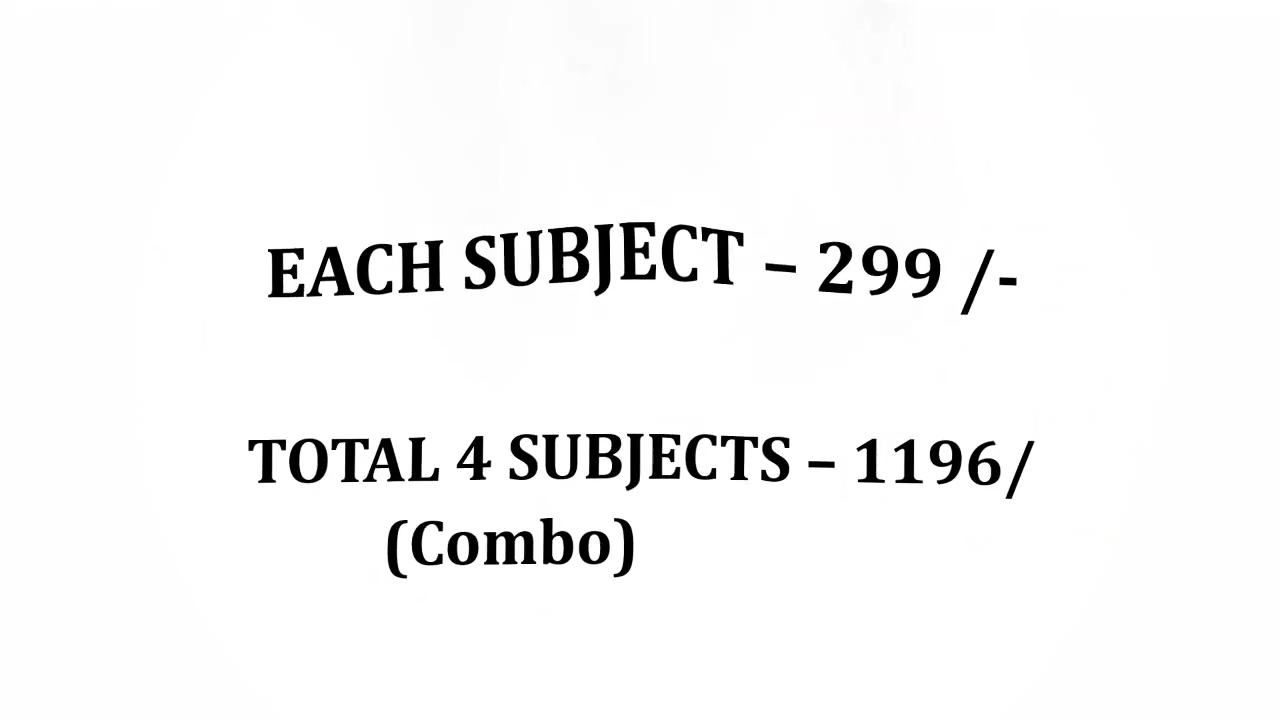 EACH SUBJECT – 299 /-
TOTAL 4 SUBJECTS – 1196/
(Combo)